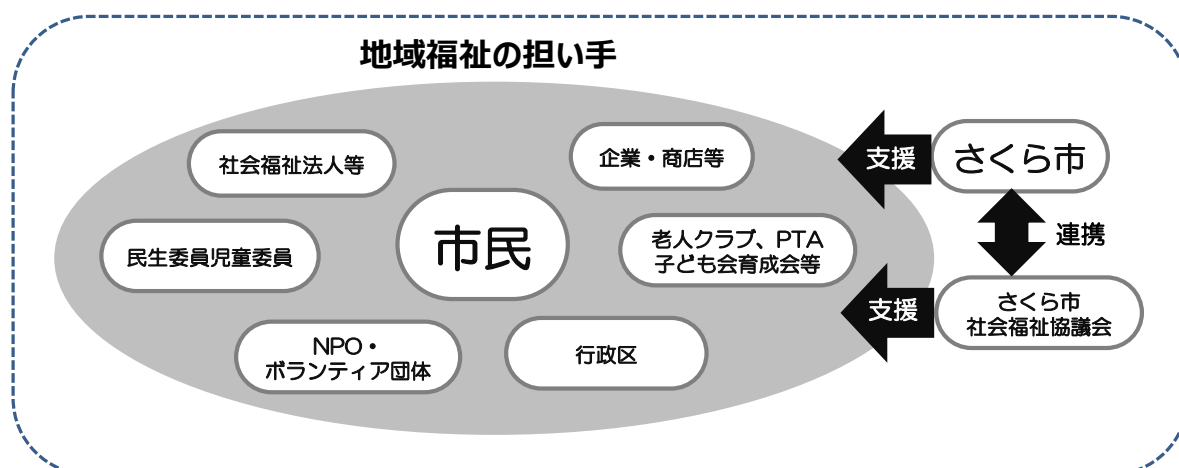 地域福祉の担い手
社会福祉法人等
企業・商店等
支援
さくら市
民生委員児童委員
市民
老人クラブ、PTA
子ども会育成会等
連携
NPO・
ボランティア団体
行政区
支援
さくら市
社会福祉協議会